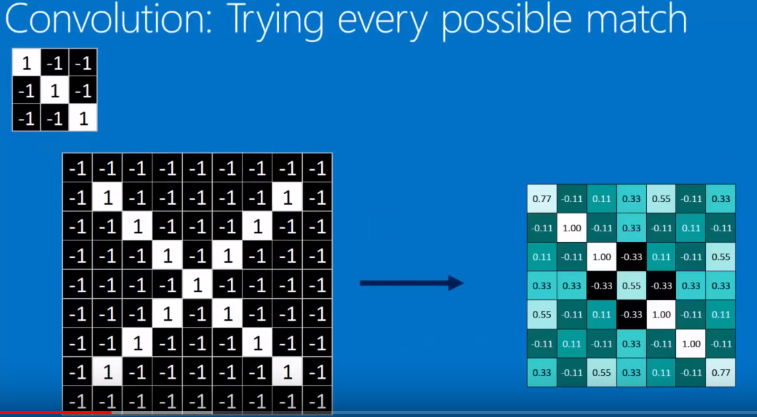 Convolution: Trying every possible match
1 -1 -1
-1 1 -1
-1 -1 1
-1 -1 -1 -1 -1 -1 -1 -1 -1
-1 1 -1 -1 -1 -1 -1 1 -1
-1 -1 1 -1 -1 -1 1 -1 -1
-1 -1 -1 1 -1 1 -1 -1 -1
-1 -1 -1 -1 1 -1 -1 -1 -1
-1 -1 -1 1 -1 1 -1 -1 -1
-1 -1 1 -1 -1 -1 1 -1 -1
-1 1 -1 -1 -1 -1 -1 1 -1
-1 -1 -1 -1 -1 -1 -1 -1 -1
0.77 -0.11 0.11 0.33 0.55 -0.11 0.33
-0.11 1.00 -0.11 0.33 -0.11 0.11 -0.11
0.11 -0.11 1.00 -0.33 0.11 -0.11 0.55
0.33 0.33 -0.33 0.55 -0.33 0.33 0.33
0.55 -0.11 0.11 -0.33 1.00 -0.11 0.11
-0.11 0.11 -0.11 0.33 -0.11 1.00 -0.11
0.33 -0.11 0.55 0.33 0.11 -0.11 0.77